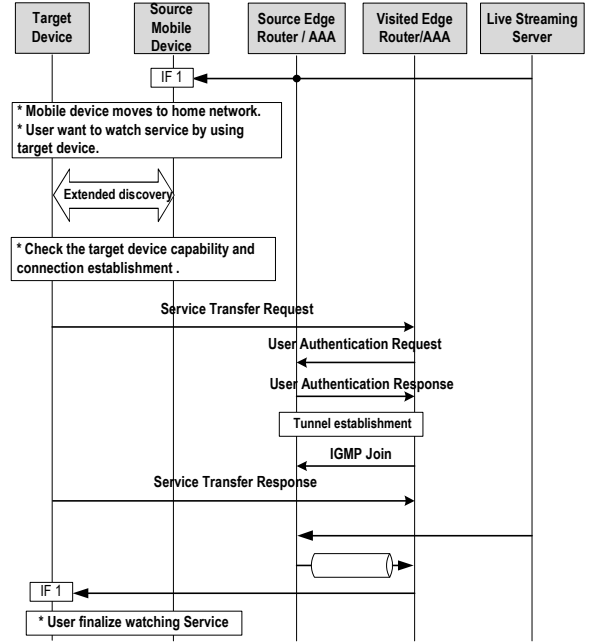 Target
Device
Source
Mobile
Device
Source Edge
Router / AAA
Visited Edge
Router/AAA
Live Streaming
Server
IF 1
* Mobile device moves to home network.
* User want to watch service by using
target device.
Extended discovery
* Check the target device capability and
connection establishment .
Service Transfer Request
User Authentication Request
User Authentication Response
Tunnel establishment
IGMP Join
Service Transfer Response
IF 1
* User finalize watching Service